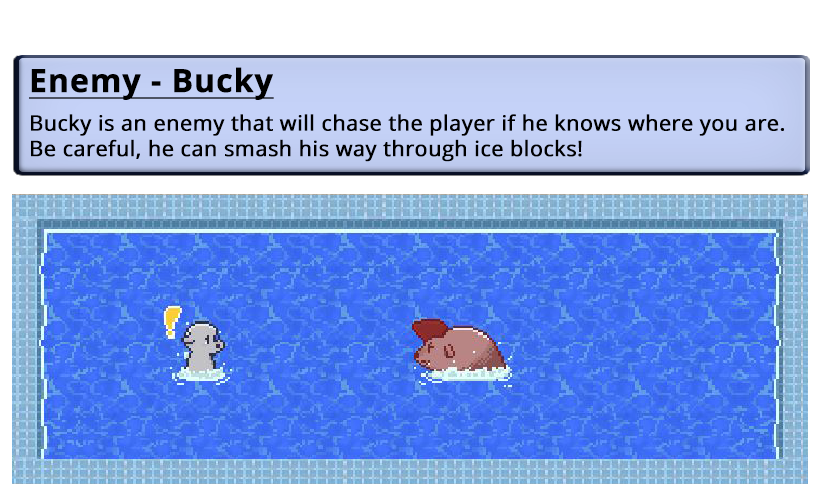 Enemy - Bucky
Bucky is an enemy that will chase the player if he knows where you are.
Be careful, he can smash his way through ice blocks!